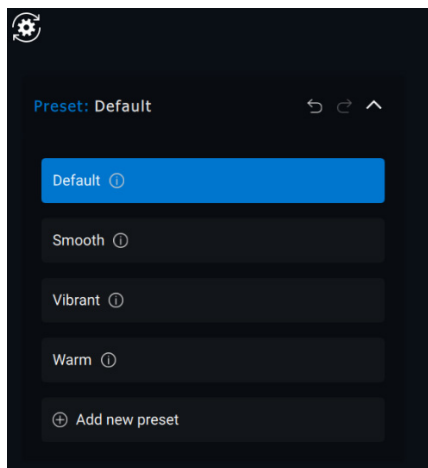 Preset: Default
Default
Smooth
Vibrant
Warm
Add new preset